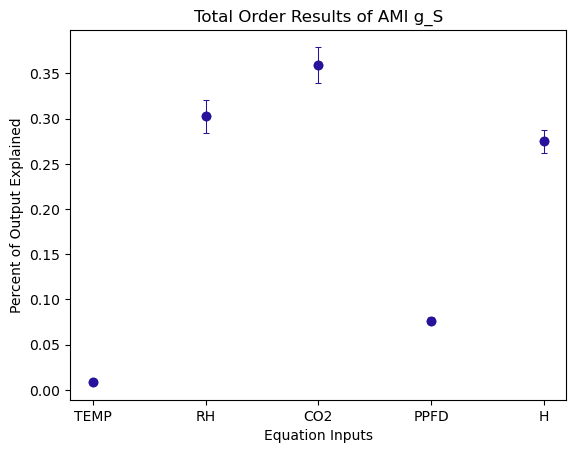 Total Order Results of AMI g_S
Percent of Output Explained
0.35
0.30
0.25
0.20
0.15
0.10
0.05
0.00
TEMP RH CO2 PPFD H
Equation Inputs